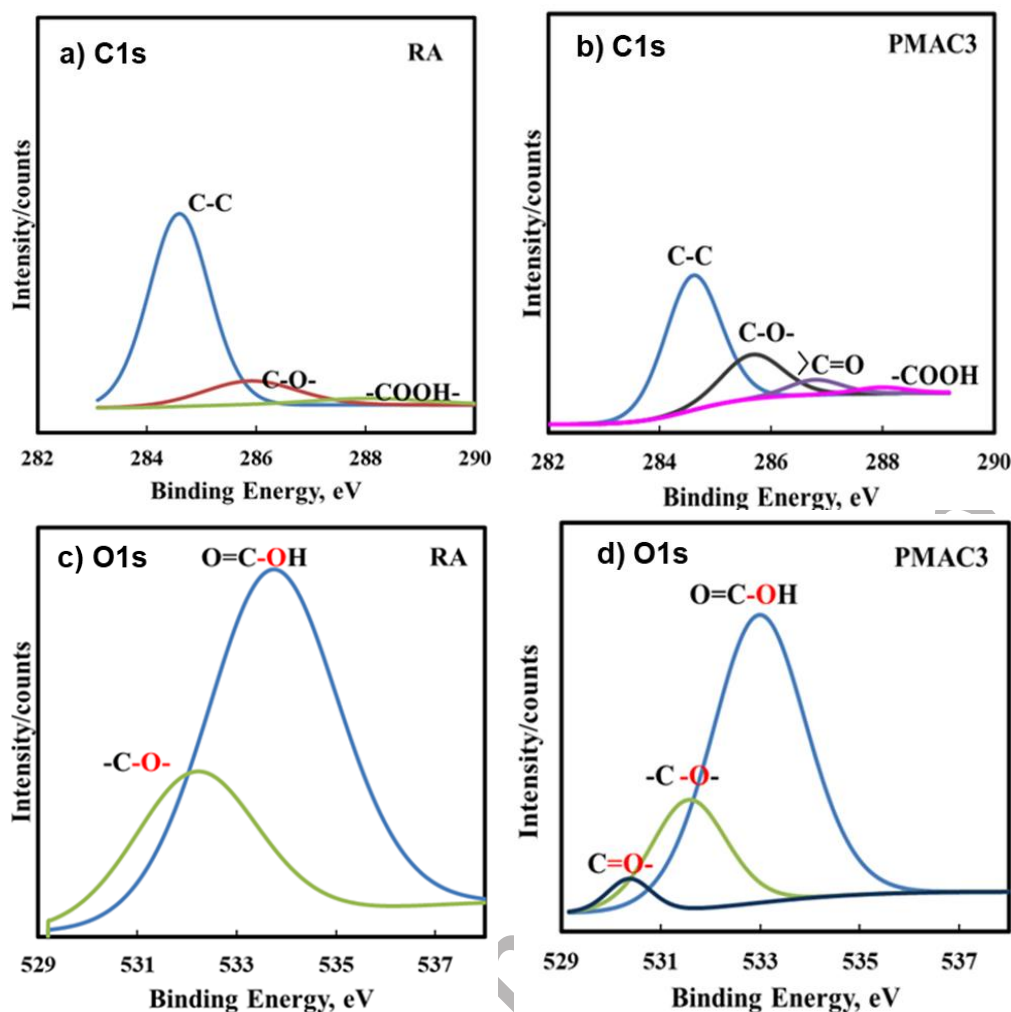 a) C1s
RA
C-C
C-O-
-COOH-
Intensity/counts
282 284 286 288 290
Binding Energy, eV
b) C1s
PMAC3
C-C
C-O-
C=O
-COOH
Intensity/counts
282 284 286 288 290
Binding Energy, eV
c) O1s
RA
O=C-OH
-C-O-
Intensity/counts
529 531 533 535 537
Binding Energy, eV
d) O1s
PMAC3
O=C-OH
-C -O-
C=O-
Intensity/counts
529 531 533 535 537
Binding Energy, eV